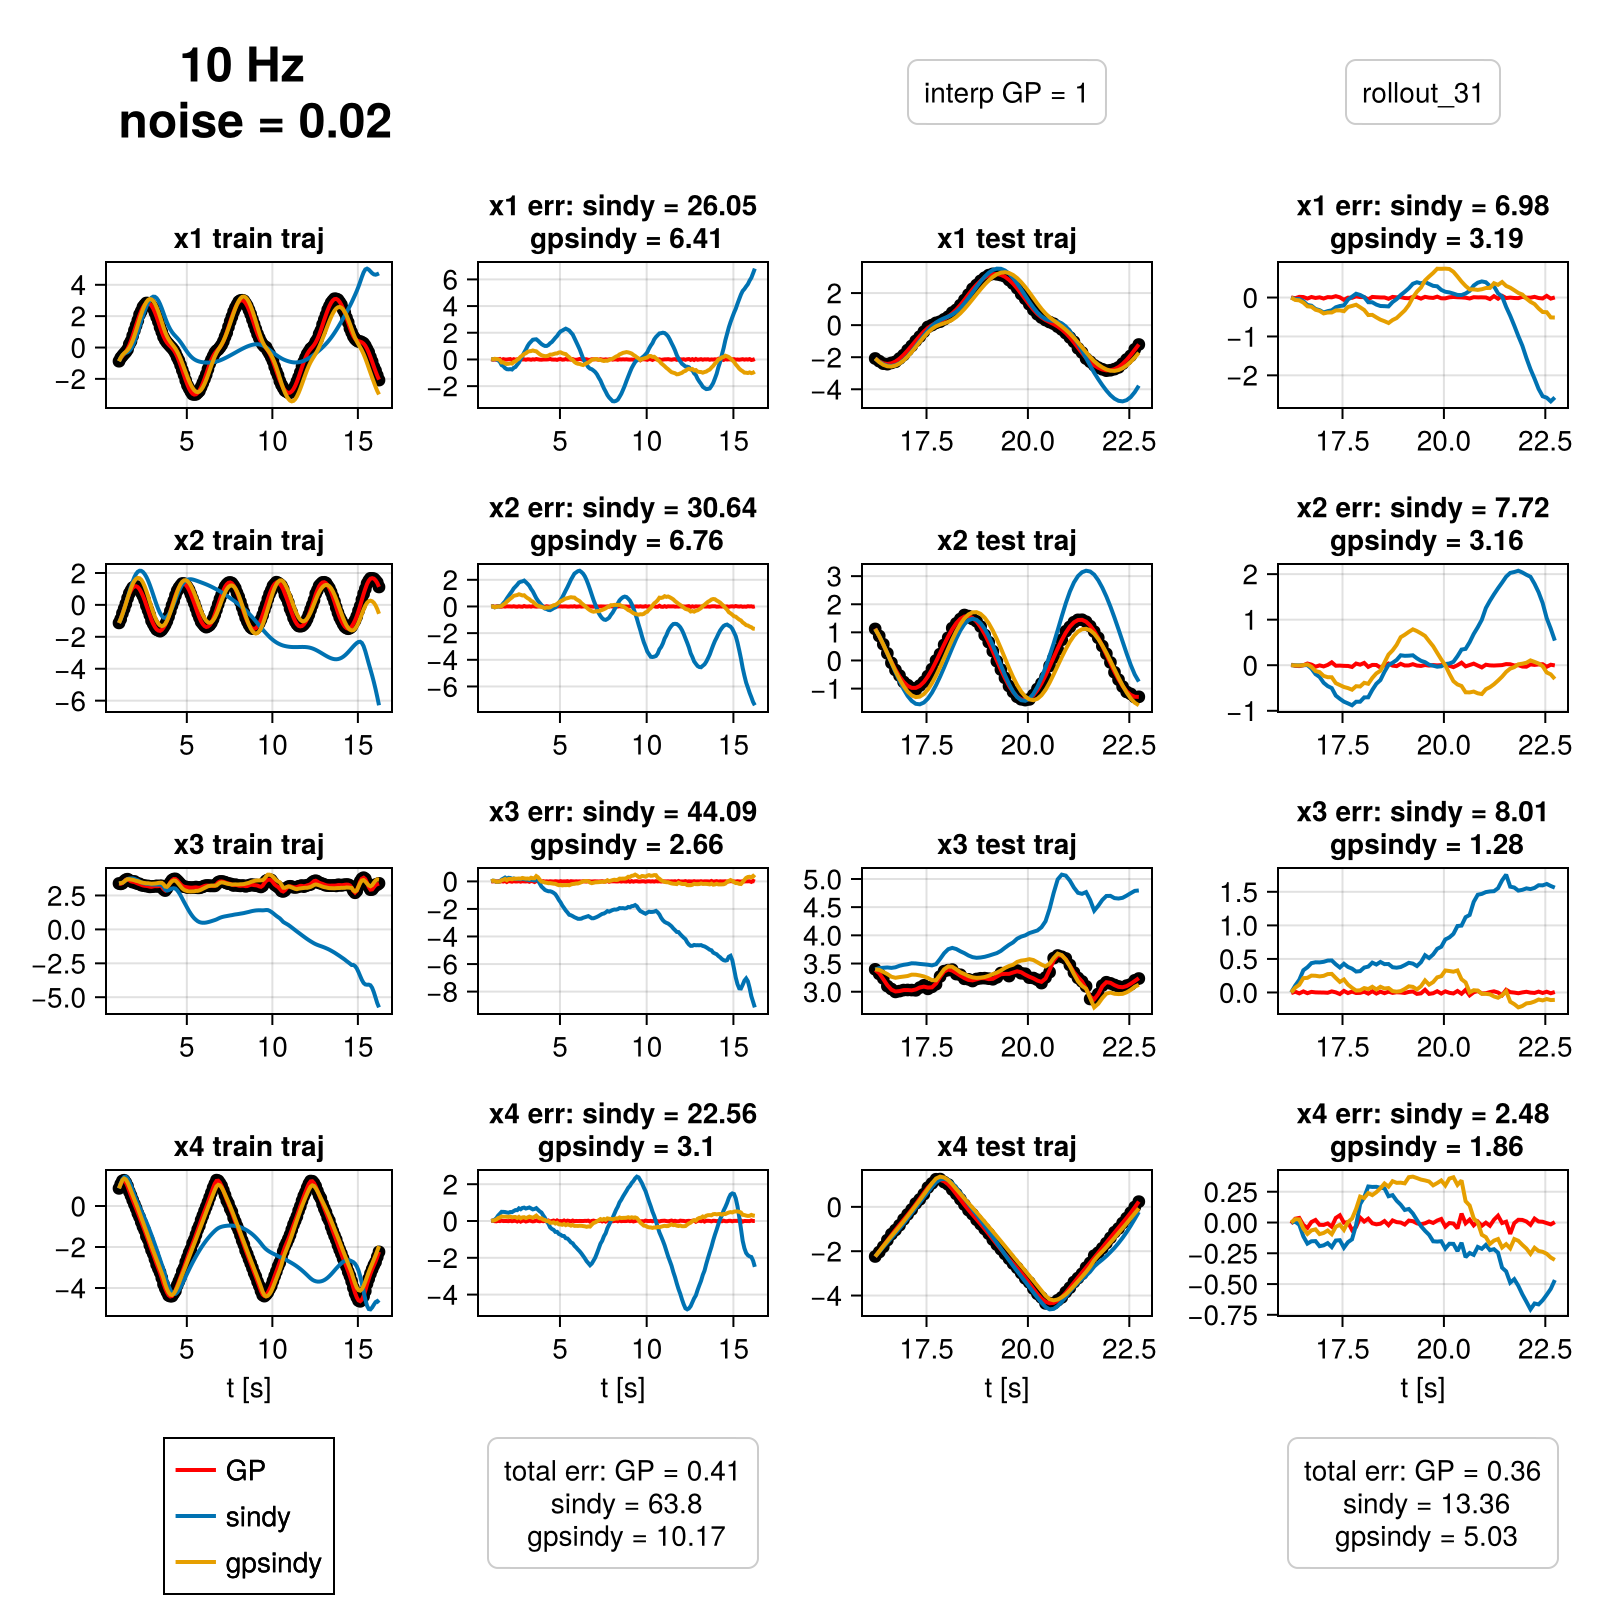 10 Hz
noise = 0.02
interp GP = 1
rollout_31
x1 train traj
x1 err: sindy = 26.05
gpsindy = 6.41
x1 test traj
x1 err: sindy = 6.98
gpsindy = 3.19
4
2
0
−2
5
10
15
6
4
2
0
−2
5
10
15
2
0
−2
−4
17.5
20.0
22.5
0
−1
−2
17.5
20.0
22.5
x2 train traj
x2 err: sindy = 30.64
gpsindy = 6.76
x2 test traj
x2 err: sindy = 7.72
gpsindy = 3.16
2
0
−2
−4
−6
5
10
15
2
0
−2
−4
−6
5
10
15
3
2
1
0
−1
17.5
20.0
22.5
2
1
0
−1
17.5
20.0
22.5
x3 train traj
x3 err: sindy = 44.09
gpsindy = 2.66
x3 test traj
x3 err: sindy = 8.01
gpsindy = 1.28
2.5
0.0
−2.5
−5.0
5
10
15
0
−2
−4
−6
−8
5
10
15
5.0
4.5
4.0
3.5
3.0
17.5
20.0
22.5
1.5
1.0
0.5
0.0
17.5
20.0
22.5
x4 train traj
x4 err: sindy = 22.56
gpsindy = 3.1
x4 test traj
x4 err: sindy = 2.48
gpsindy = 1.86
0
−2
−4
5
10
15
t [s]
2
0
−2
−4
5
10
15
t [s]
0
−2
−4
17.5
20.0
22.5
t [s]
0.25
0.00
−0.25
−0.50
−0.75
17.5
20.0
22.5
t [s]
GP
sindy
gpsindy
total err: GP = 0.41
sindy = 63.8
gpsindy = 10.17
total err: GP = 0.36
sindy = 13.36
gpsindy = 5.03